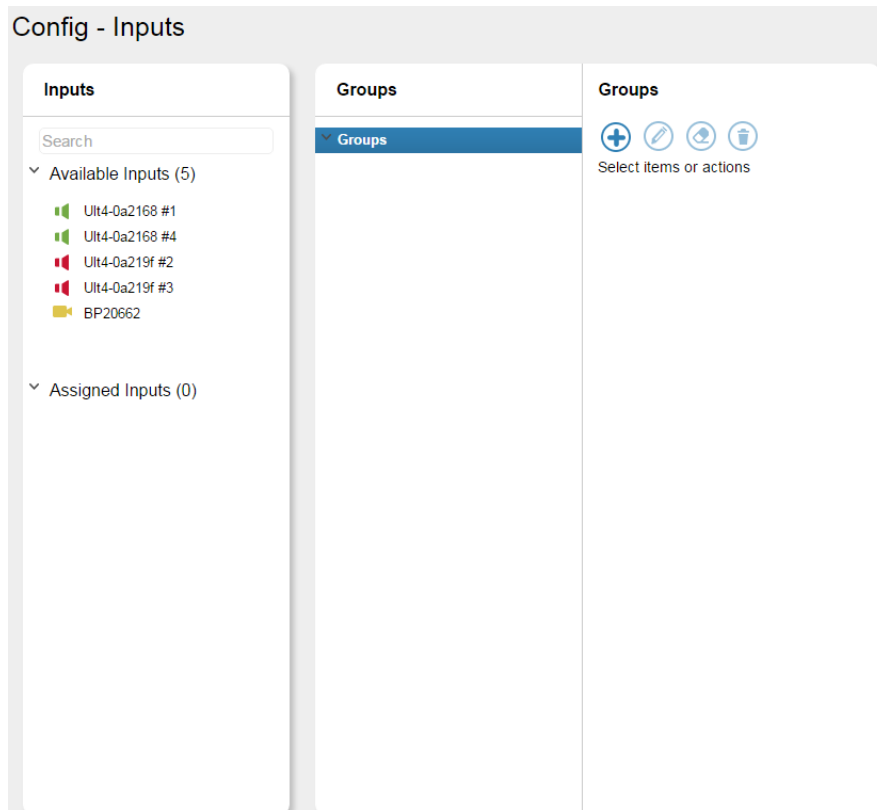 Config - Inputs
Inputs
Search
Available Inputs (5)
Ult4-0a2168 #1
Ult4-0a2168 #4
Ult4-0a219f #2
Ult4-0a219f #3
BP20662
Assigned Inputs (0)
Groups
Groups
Groups
Select items or actions